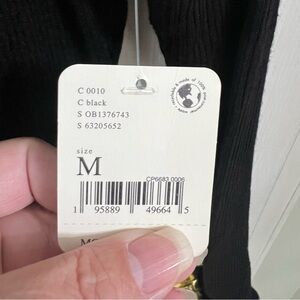 C 0010
C black
S OB1376743
S 63205652
size
M
CP6683 0006
1 95889 49664 5